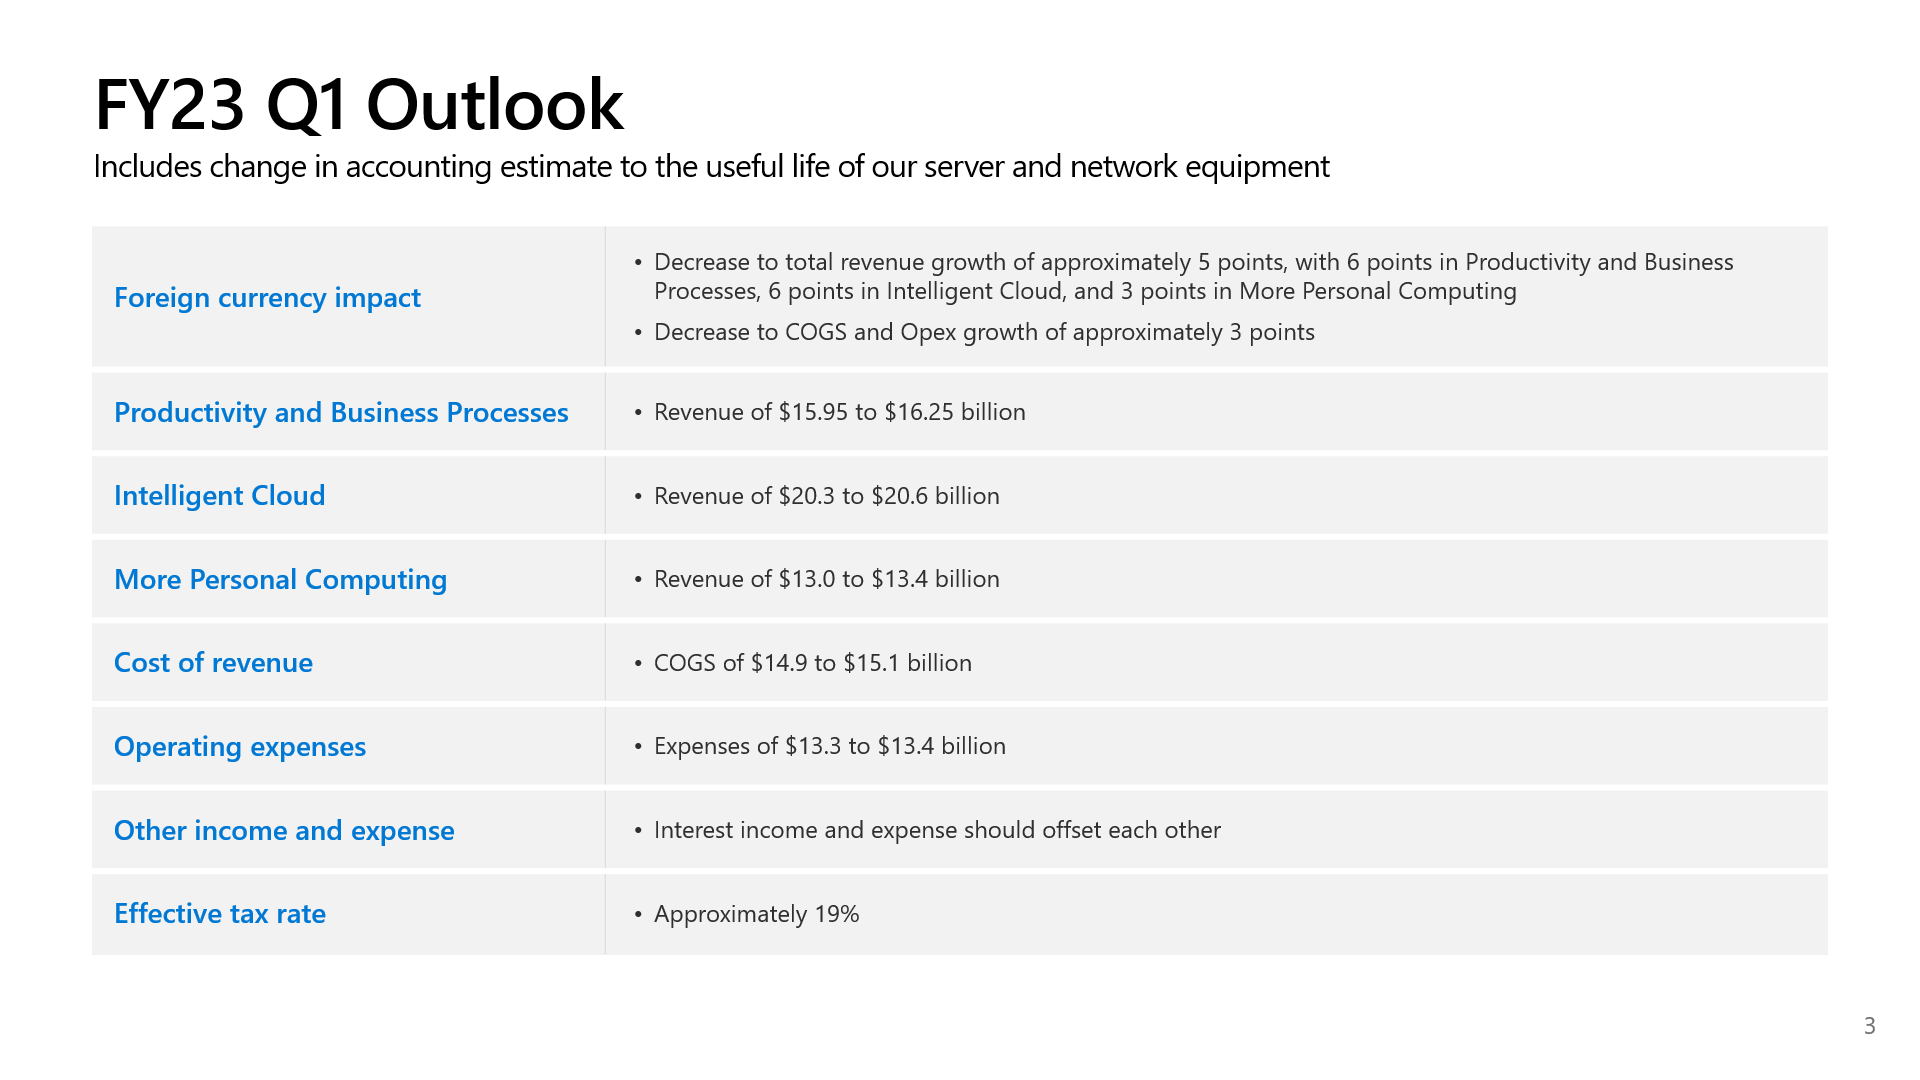 FY23 Q1 Outlook
Includes change in accounting estimate to the useful life of our server and network equipment
Foreign currency impact
• Decrease to total revenue growth of approximately 5 points, with 6 points in Productivity and Business
Processes, 6 points in Intelligent Cloud, and 3 points in More Personal Computing
• Decrease to COGS and Opex growth of approximately 3 points
Productivity and Business Processes
• Revenue of $15.95 to $16.25 billion
Intelligent Cloud
• Revenue of $20.3 to $20.6 billion
More Personal Computing
• Revenue of $13.0 to $13.4 billion
Cost of revenue
• COGS of $14.9 to $15.1 billion
Operating expenses
• Expenses of $13.3 to $13.4 billion
Other income and expense
• Interest income and expense should offset each other
Effective tax rate
• Approximately 19%
3